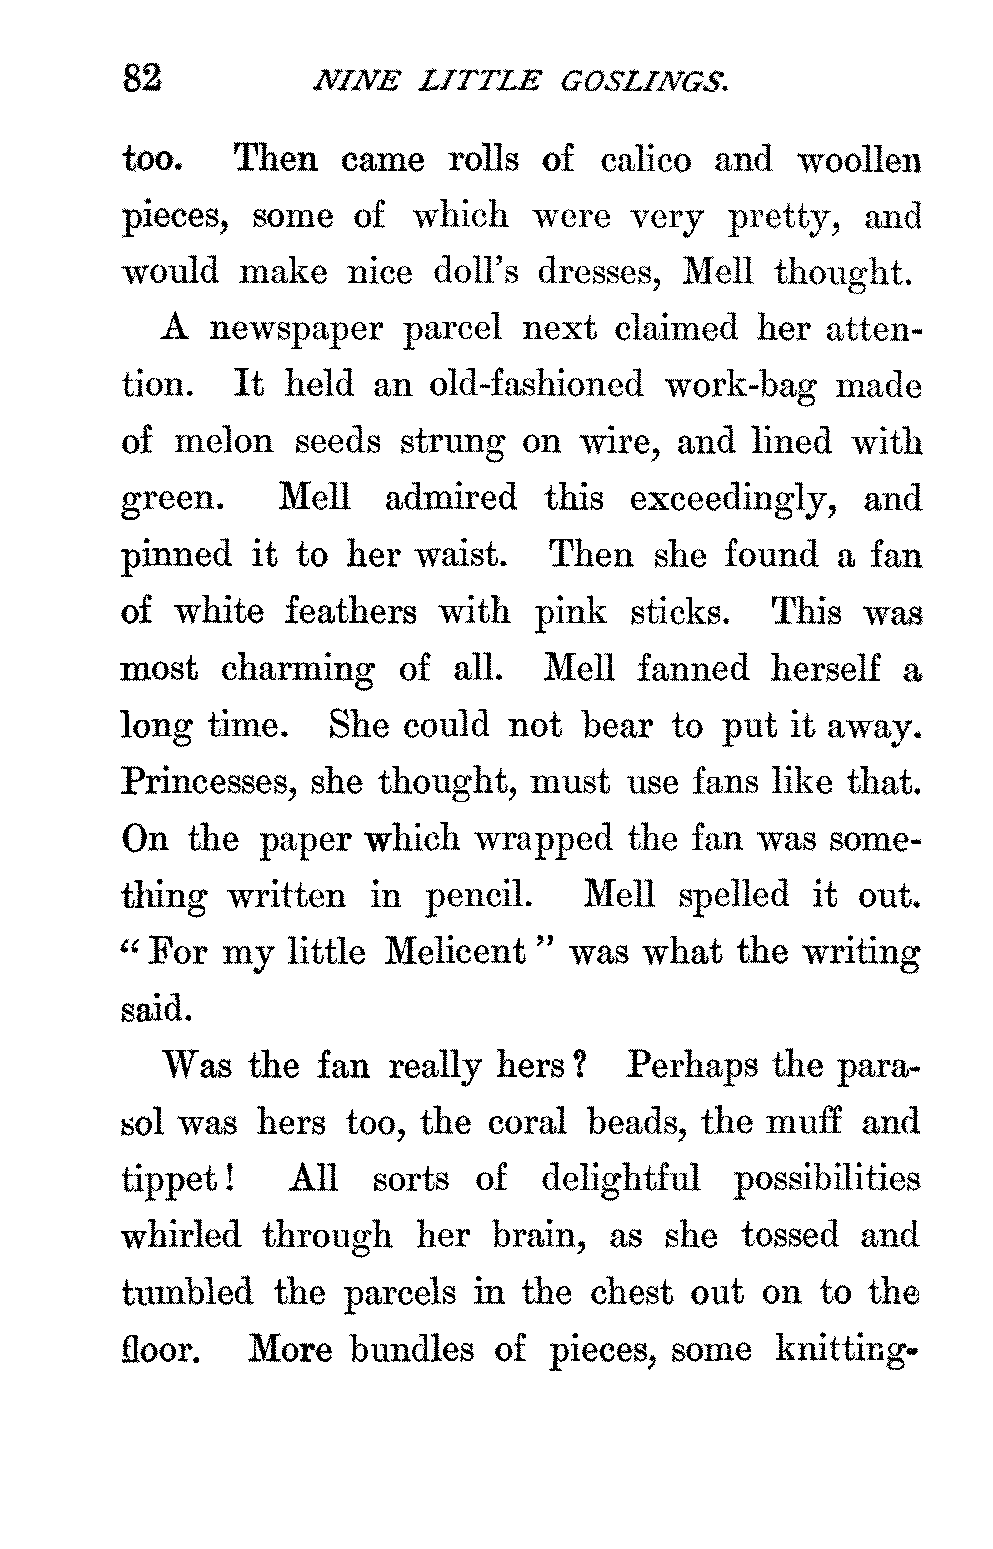 82 NINE LITTLE GOSLINGS.
too. Then came rolls of calico and woollen
pieces, some of which were very pretty, and
would make nice doll's dresses, Mell thought.
A newspaper parcel next claimed her atten-
tion. It held an old-fashioned work-bag made
of melon seeds strung on wire, and lined with
green. Mell admired this exceedingly, and
pinned it to her waist. Then she found a fan
of white feathers with pink sticks. This was
most charming of all. Mell fanned herself a
long time. She could not bear to put it away.
Princesses, she thought, must use fans like that.
On the paper which wrapped the fan was some-
thing written in pencil. Mell spelled it out.
“For my little Melicent” was what the writing
said.
Was the fan really hers? Perhaps the para-
sol was hers too, the coral beads, the muff and
tippet! All sorts of delightful possibilities
whirled through her brain, as she tossed and
tumbled the parcels in the chest out on to the
floor. More bundles of pieces, some knitting-